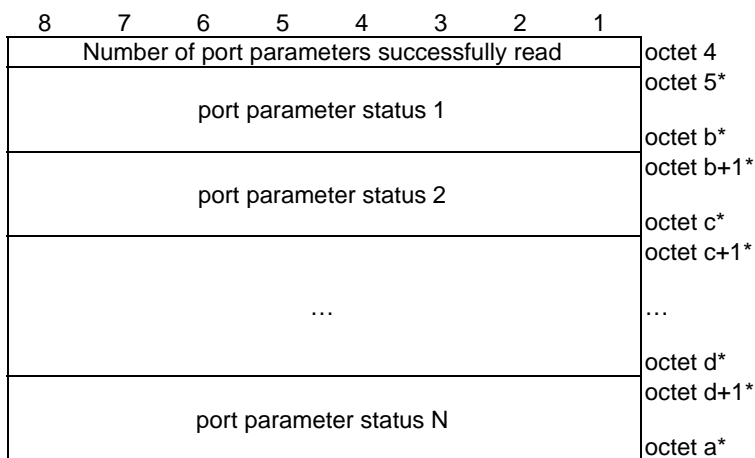 8 7 6 5 4 3 2 1
Number of port parameters successfully read octet 4
octet 5*
port parameter status 1
octet b*
octet b+1*
port parameter status 2
octet c*
octet c+1*
… …
octet d*
octet d+1*
port parameter status N
octet a*